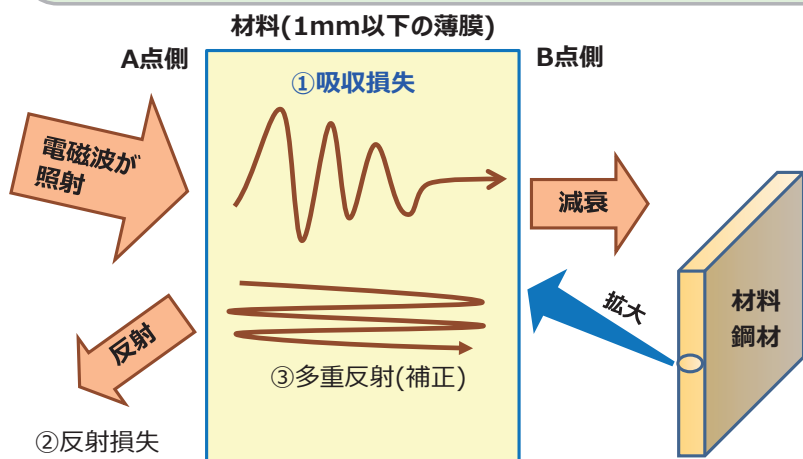 材料(1mm以下の薄膜)
A点側
B点側
①吸収損失
電磁波が
照射
減衰
拡大
材料
鋼材
反射
③多重反射(補正)
②反射損失